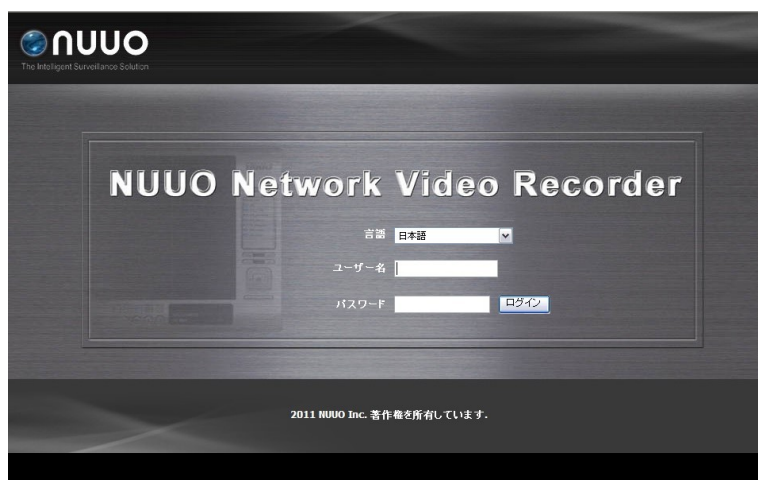 NUUO
The Intelligent Surveillance Solution
NUUO Network Video Recorder
言語 日本語
ユーザー名
パスワード ログイン
2011 NUUO Inc. 著作権を所有しています.